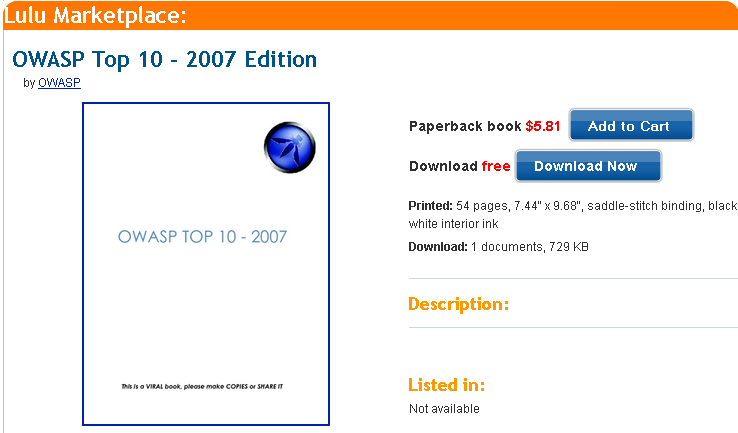 Lulu Marketplace:
OWASP Top 10 - 2007 Edition
by OWASP
OWASP TOP 10 - 2007
This is a VIRAL book, please make COPIES or SHARE IT
Paperback book $5.81 Add to Cart
Download free Download Now
Printed: 54 pages, 7.44" x 9.68", saddle-stitch binding, black
white interior ink
Download: 1 documents, 729 KB
Description:
Listed in:
Not available